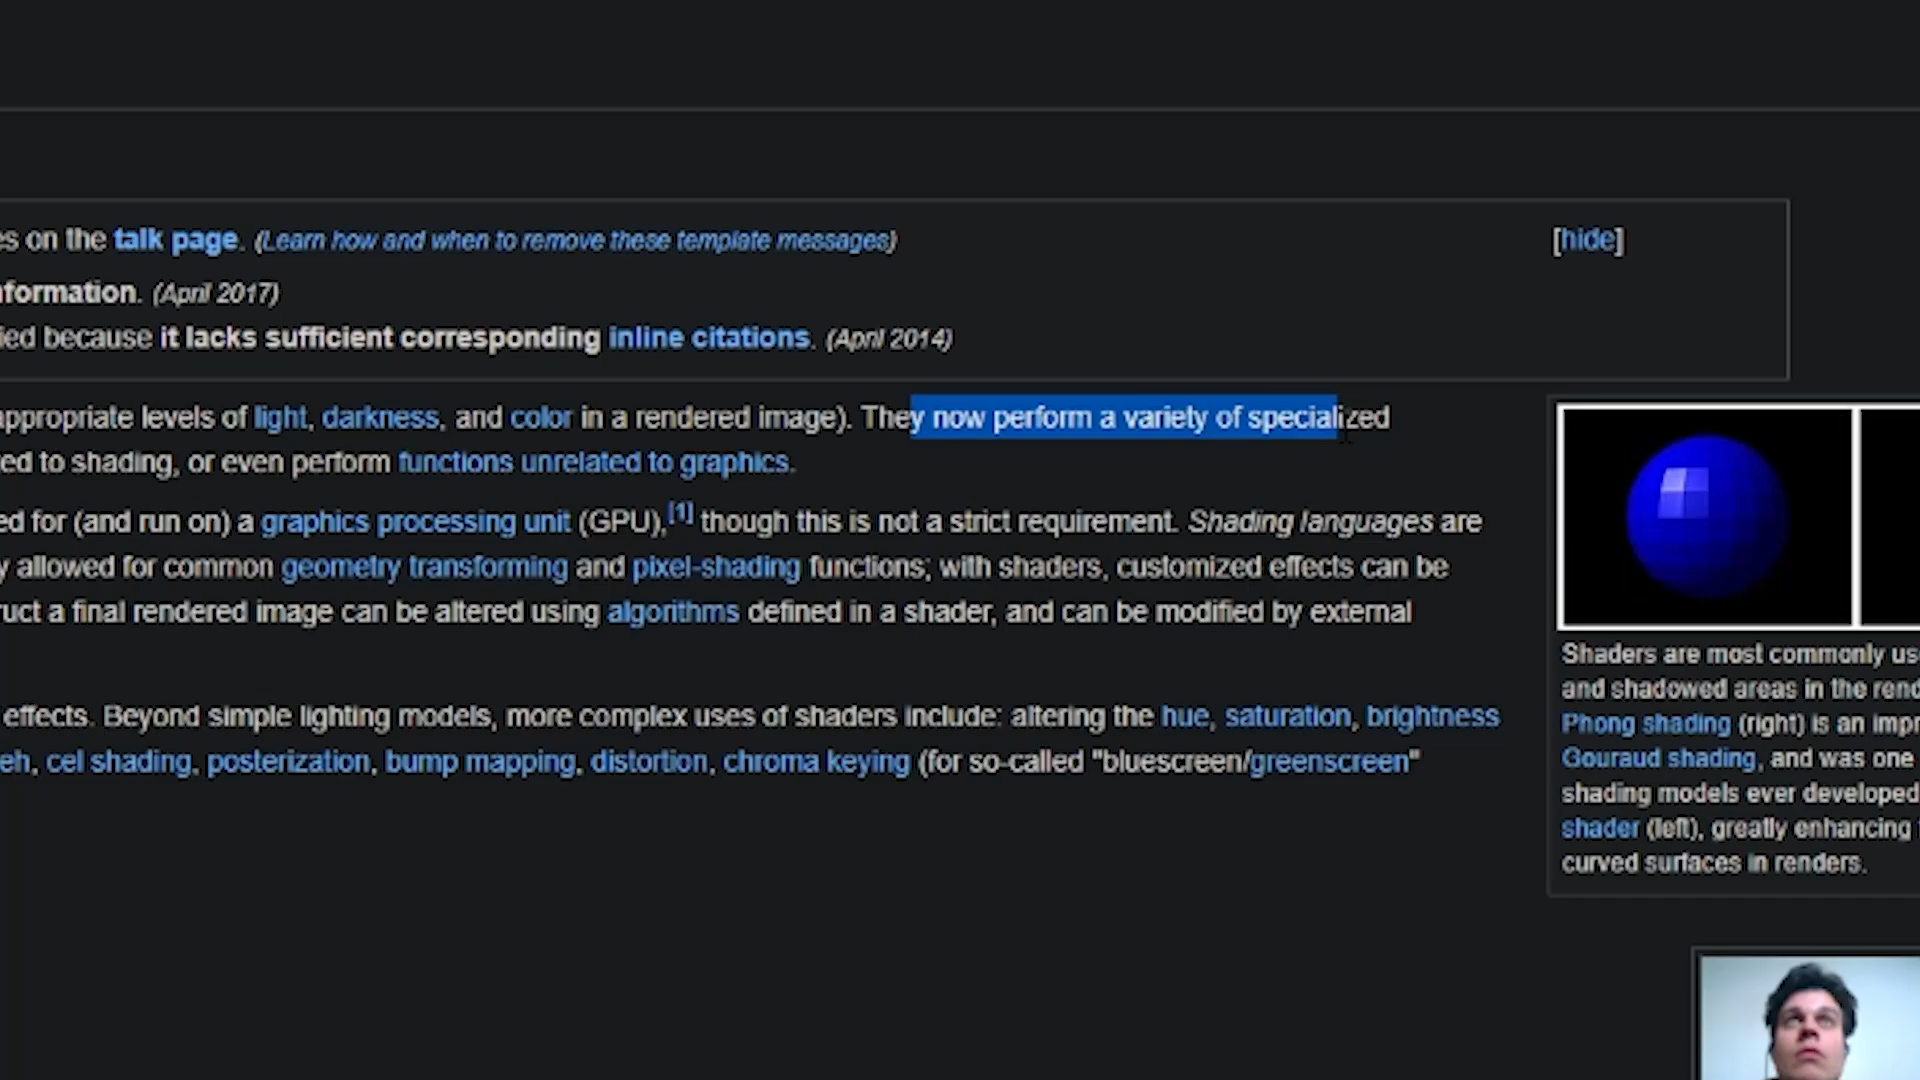 es on the talk page. (Learn how and when to remove these template messages)
[hide]
nformation. (April 2017)
ied because it lacks sufficient corresponding inline citations. (April 2014)
appropriate levels of light, darkness, and color in a rendered image). They now perform a variety of specialized
ed to shading, or even perform functions unrelated to graphics.
ed for (and run on) a graphics processing unit (GPU),[1] though this is not a strict requirement. Shading languages are
y allowed for common geometry transforming and pixel-shading functions; with shaders, customized effects can be
ruct a final rendered image can be altered using algorithms defined in a shader, and can be modified by external
effects. Beyond simple lighting models, more complex uses of shaders include: altering the hue, saturation, brightness
eh, cel shading, posterization, bump mapping, distortion, chroma keying (for so-called "bluescreen/greenscreen"
Shaders are most commonly us
and shadowed areas in the rend
Phong shading (right) is an impr
Gouraud shading, and was one
shading models ever developed
shader (left), greatly enhancing
curved surfaces in renders.